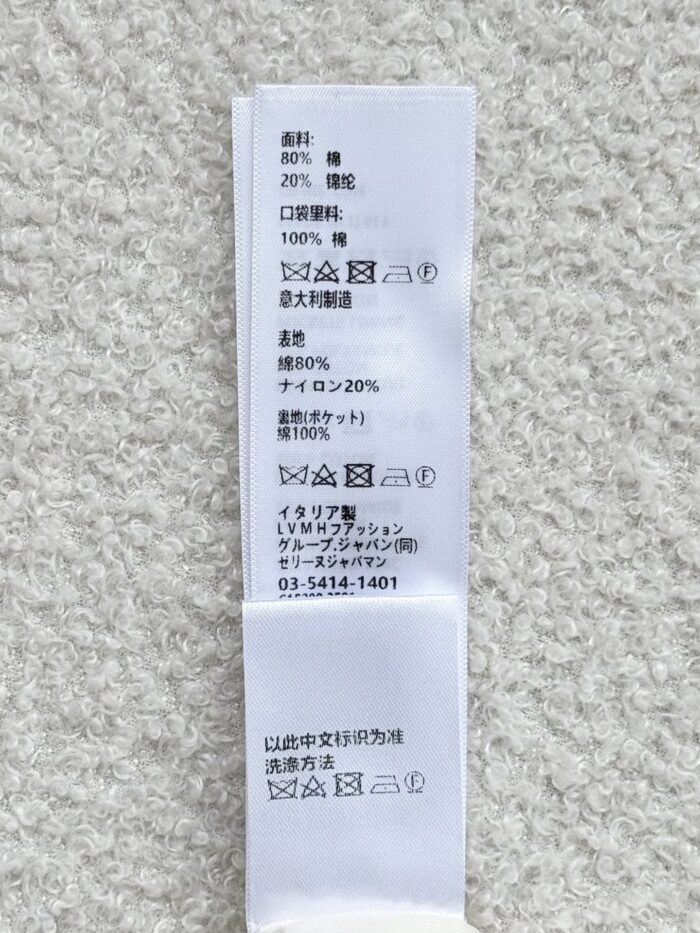 面料:
80% 棉
20% 锦纶
口袋里料:
100% 棉
意大利制造
表地
綿80%
ナイロン20%
裏地(ポケット)
綿100%
イタリア製
LVMHフアッション
グループ.ジャパン(同)
ゼリーヌジャバマン
03-5414-1401
以此中文标识为准
洗涤方法